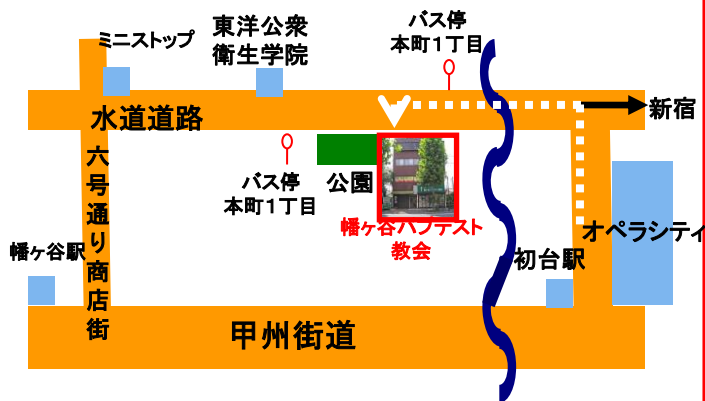 ミニストップ
東洋公衆
衛生学院
バス停
本町1丁目
新宿
水道道路
六号通り商店街
バス停
本町1丁目
公園
幡ヶ谷バプテスト
教会
オペラシティ
幡ヶ谷駅
初台駅
甲州街道